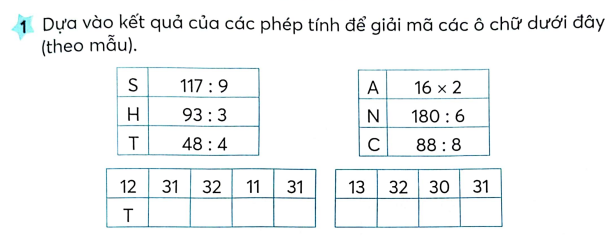 1 Dựa vào kết quả của các phép tính để giải mã các ô chữ dưới đây
(theo mẫu).
S 117 : 9
H 93 : 3
T 48 : 4
A 16 × 2
N 180 : 6
C 88 : 8
12 31 32 11 31
T
13 32 30 31